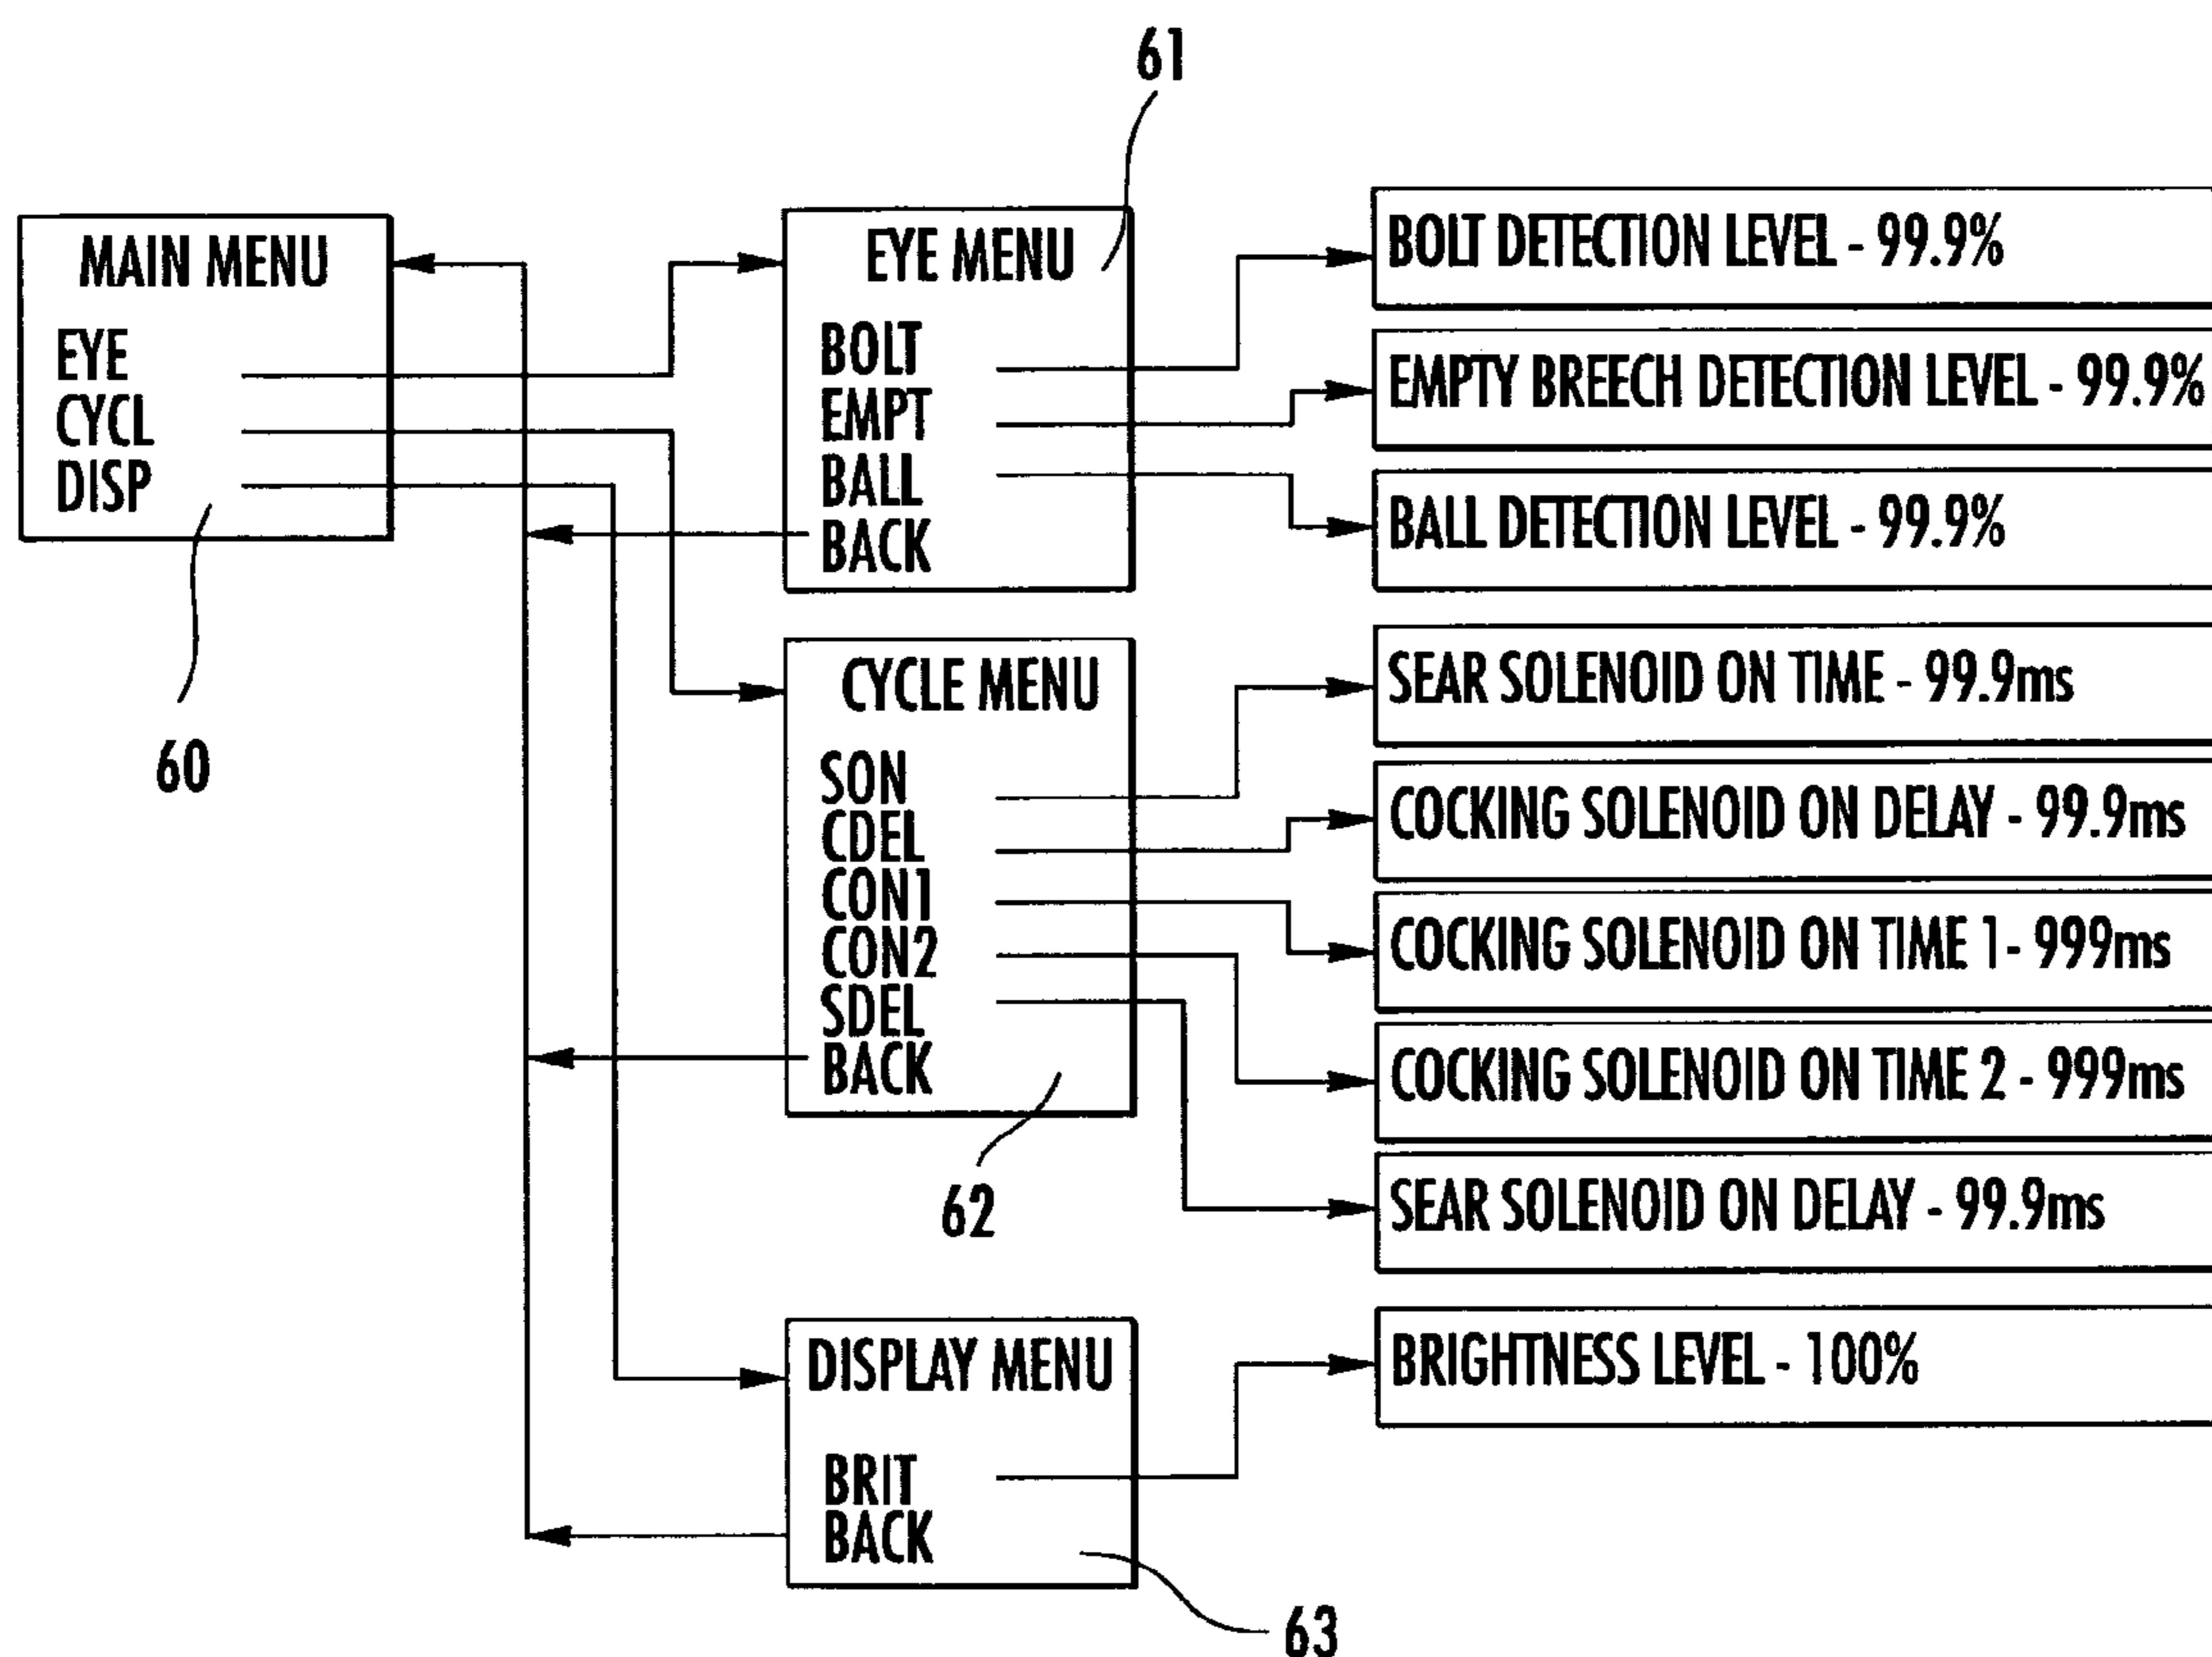 61
MAIN MENU
EYE
CYCL
DISP
60
EYE MENU
BOLT
EMPT
BALL
BACK
BOLT DETECTION LEVEL - 99.9%
EMPTY BREECH DETECTION LEVEL - 99.9%
BALL DETECTION LEVEL - 99.9%
CYCLE MENU
SON
CDEL
CON1
CON2
SDEL
BACK
62
SEAR SOLENOID ON TIME - 99.9ms
COCKING SOLENOID ON DELAY - 99.9ms
COCKING SOLENOID ON TIME 1- 999ms
COCKING SOLENOID ON TIME 2 - 999ms
SEAR SOLENOID ON DELAY - 99.9ms
DISPLAY MENU
BRIT
BACK
63
BRIGHTNESS LEVEL - 100%